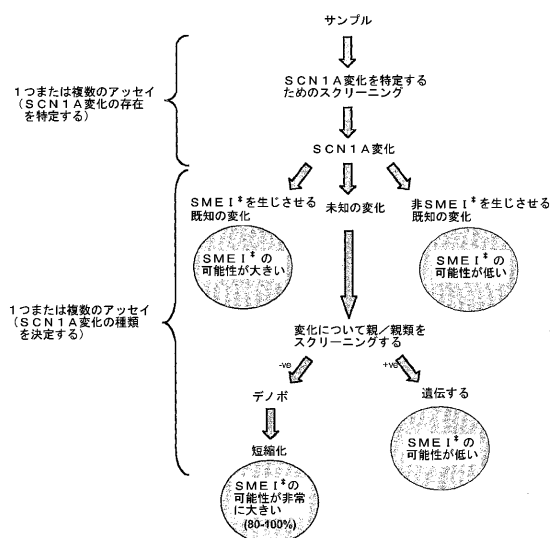 サンプル
１つまたは複数のアッセイ
（ＳＣＮ１Ａ変化の存在
を特定する）
ＳＣＮ１Ａ変化を特定する
ためのスクリーニング
ＳＣＮ１Ａ変化
ＳＭＥＩ‡を生じさせる
既知の変化
未知の変化
非ＳＭＥＩ‡を生じさせる
既知の変化
ＳＭＥＩ‡の
可能性が大きい
ＳＭＥＩ‡の
可能性が低い
１つまたは複数のアッセイ
（ＳＣＮ１Ａ変化の種類
を決定する）
変化について親／親類を
スクリーニングする
-ve
+ve
デノボ
遺伝する
短縮化
ＳＭＥＩ‡の
可能性が低い
ＳＭＥＩ‡の
可能性が非常
に大きい
(80-100%)